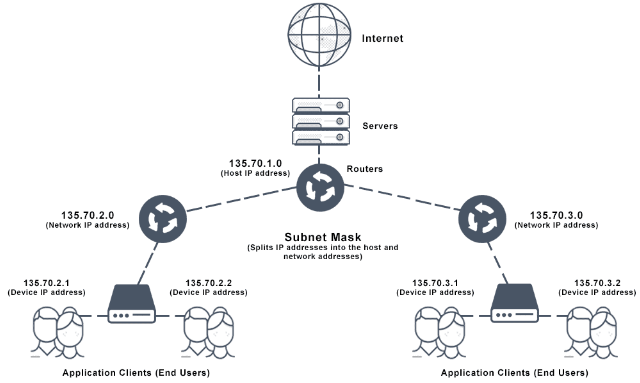 Internet
Servers
135.70.1.0
(Host IP address)
Routers
135.70.2.0
(Network IP address)
135.70.3.0
(Network IP address)
Subnet Mask
(Splits IP addresses into the host and
network addresses)
135.70.2.1
(Device IP address)
135.70.2.2
(Device IP address)
135.70.3.1
(Device IP address)
135.70.3.2
(Device IP address)
Application Clients (End Users)
Application Clients (End Users)